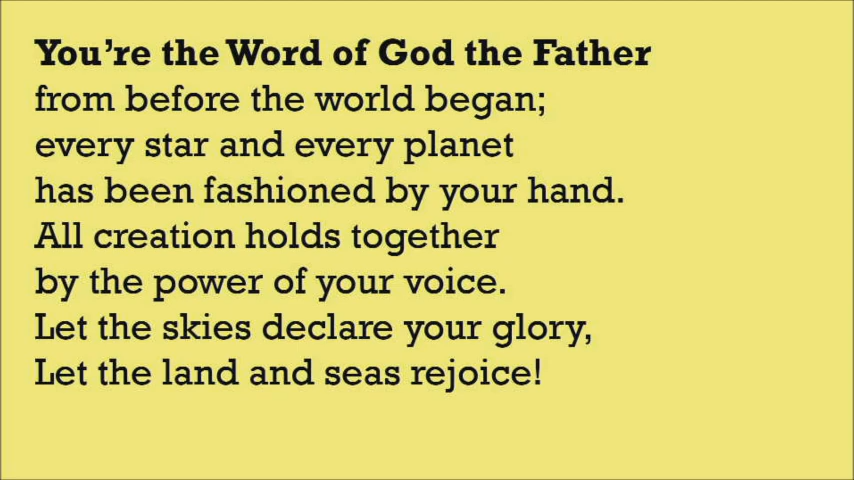 You're the Word of God the Father
from before the world began;
every star and every planet
has been fashioned by your hand.
All creation holds together
by the power of your voice.
Let the skies declare your glory,
Let the land and seas rejoice!